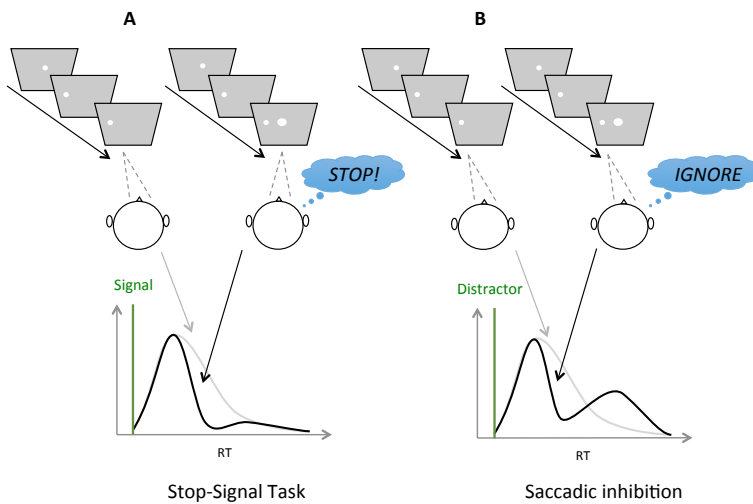 A
B
STOP!
IGNORE
Signal
Distractor
RT
RT
Stop-Signal Task
Saccadic inhibition